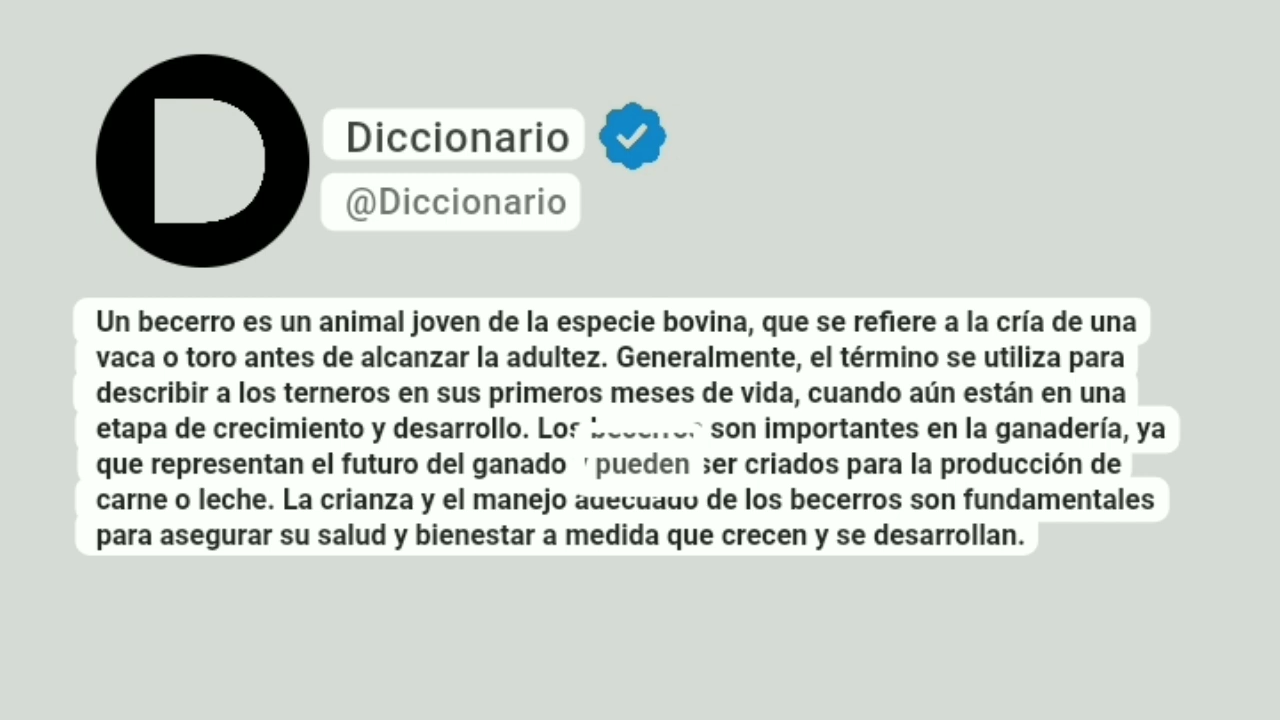 D
Diccionario
@Diccionario
Un becerro es un animal joven de la especie bovina, que se refiere a la cría de una
vaca o toro antes de alcanzar la adultez. Generalmente, el término se utiliza para
describir a los terneros en sus primeros meses de vida, cuando aún están en una
etapa de crecimiento y desarrollo. Los becerros son importantes en la ganadería, ya
que representan el futuro del ganado y pueden ser criados para la producción de
carne o leche. La crianza y el manejo adecuado de los becerros son fundamentales
para asegurar su salud y bienestar a medida que crecen y se desarrollan.